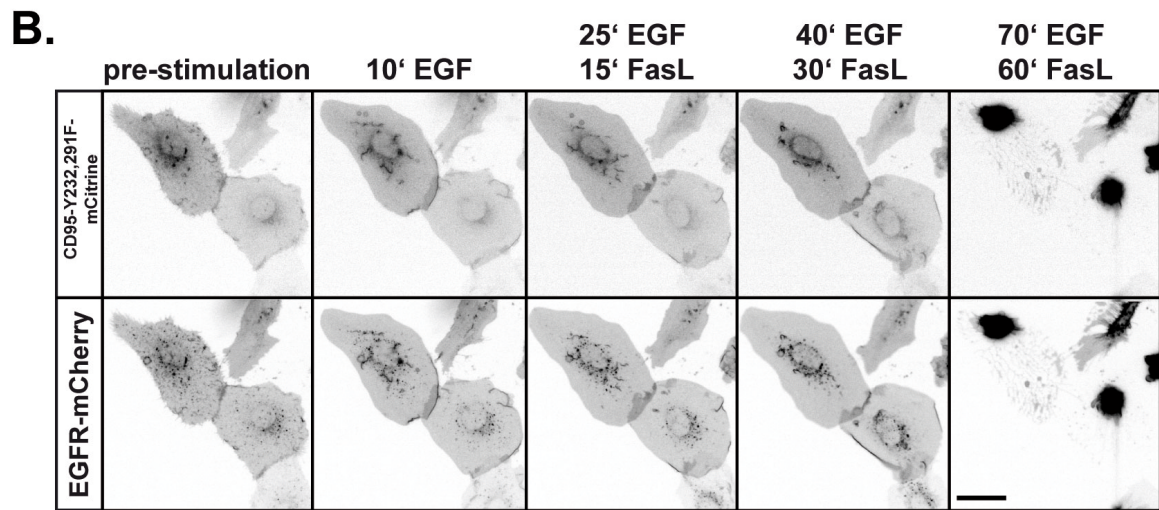 B.
pre-stimulation
10‘ EGF
25‘ EGF
15‘ FasL
40‘ EGF
30‘ FasL
70‘ EGF
60‘ FasL
CD95-Y232,291F-
mCitrine
EGFR-mCherry